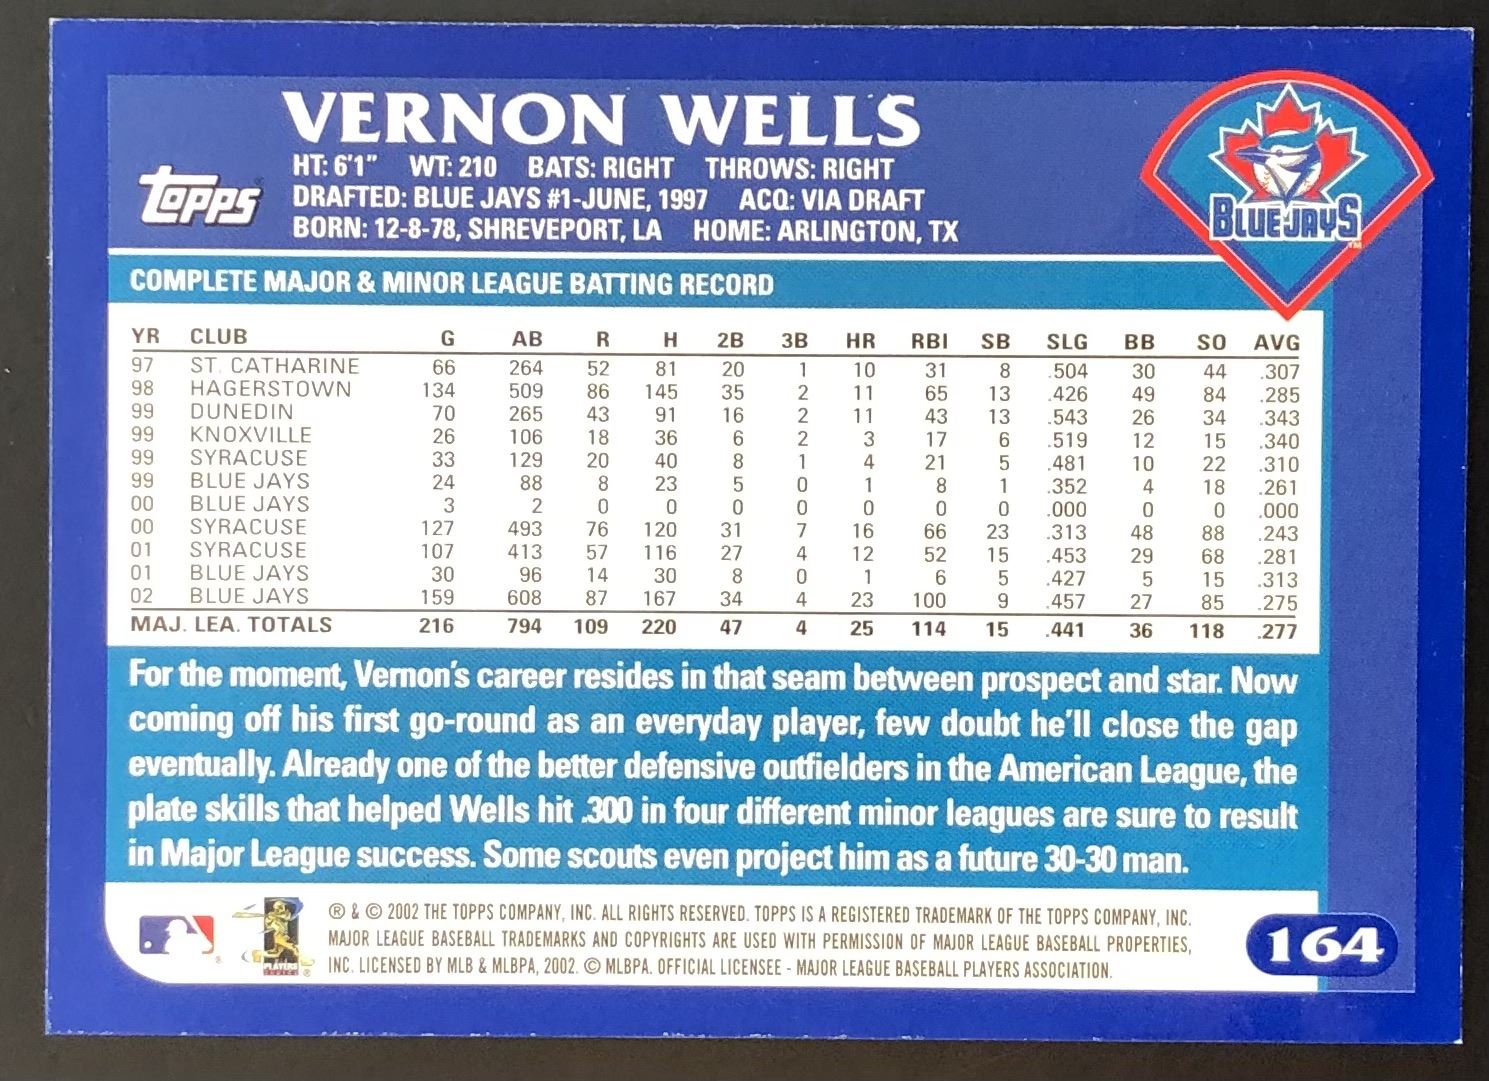 VERNON WELLS
HT: 6'1" WT: 210 BATS: RIGHT THROWS: RIGHT
topps
DRAFTED: BLUE JAYS #1-JUNE, 1997 ACQ: VIA DRAFT
BORN: 12-8-78, SHREVEPORT, LA HOME: ARLINGTON, TX
BLUE JAYS
TM
COMPLETE MAJOR & MINOR LEAGUE BATTING RECORD
YR CLUB G AB R H 2B 3B HR RBI SB SLG BB SO AVG
97 ST. CATHARINE 66 264 52 81 20 1 10 31 8 .504 30 44 .307
98 HAGERSTOWN 134 509 86 145 35 2 11 65 13 .426 49 84 .285
99 DUNEDIN 70 265 43 91 16 2 11 43 13 .543 26 34 .343
99 KNOXVILLE 26 106 18 36 6 2 3 17 6 .519 12 15 .340
99 SYRACUSE 33 129 20 40 8 1 4 21 5 .481 10 22 .310
99 BLUE JAYS 24 88 8 23 5 0 1 8 1 .352 4 18 .261
00 BLUE JAYS 3 2 0 0 0 0 0 0 0 .000 0 0 .000
00 SYRACUSE 127 493 76 120 31 7 16 66 23 .313 48 88 .243
01 SYRACUSE 107 413 57 116 27 4 12 52 15 .453 29 68 .281
01 BLUE JAYS 30 96 14 30 8 0 1 6 5 .427 5 15 .313
02 BLUE JAYS 159 608 87 167 34 4 23 100 9 .457 27 85 .275
MAJ. LEA. TOTALS 216 794 109 220 47 4 25 114 15 .441 36 118 .277
For the moment, Vernon's career resides in that seam between prospect and star. Now
coming off his first go-round as an everyday player, few doubt he'll close the gap
eventually. Already one of the better defensive outfielders in the American League, the
plate skills that helped Wells hit .300 in four different minor leagues are sure to result
in Major League success. Some scouts even project him as a future 30-30 man.
® & © 2002 THE TOPPS COMPANY, INC. ALL RIGHTS RESERVED. TOPPS IS A REGISTERED TRADEMARK OF THE TOPPS COMPANY, INC.
MAJOR LEAGUE BASEBALL TRADEMARKS AND COPYRIGHTS ARE USED WITH PERMISSION OF MAJOR LEAGUE BASEBALL PROPERTIES,
INC. LICENSED BY MLB & MLBPA, 2002. © MLBPA. OFFICIAL LICENSEE - MAJOR LEAGUE BASEBALL PLAYERS ASSOCIATION.
PLAYERS
CHOICE
164